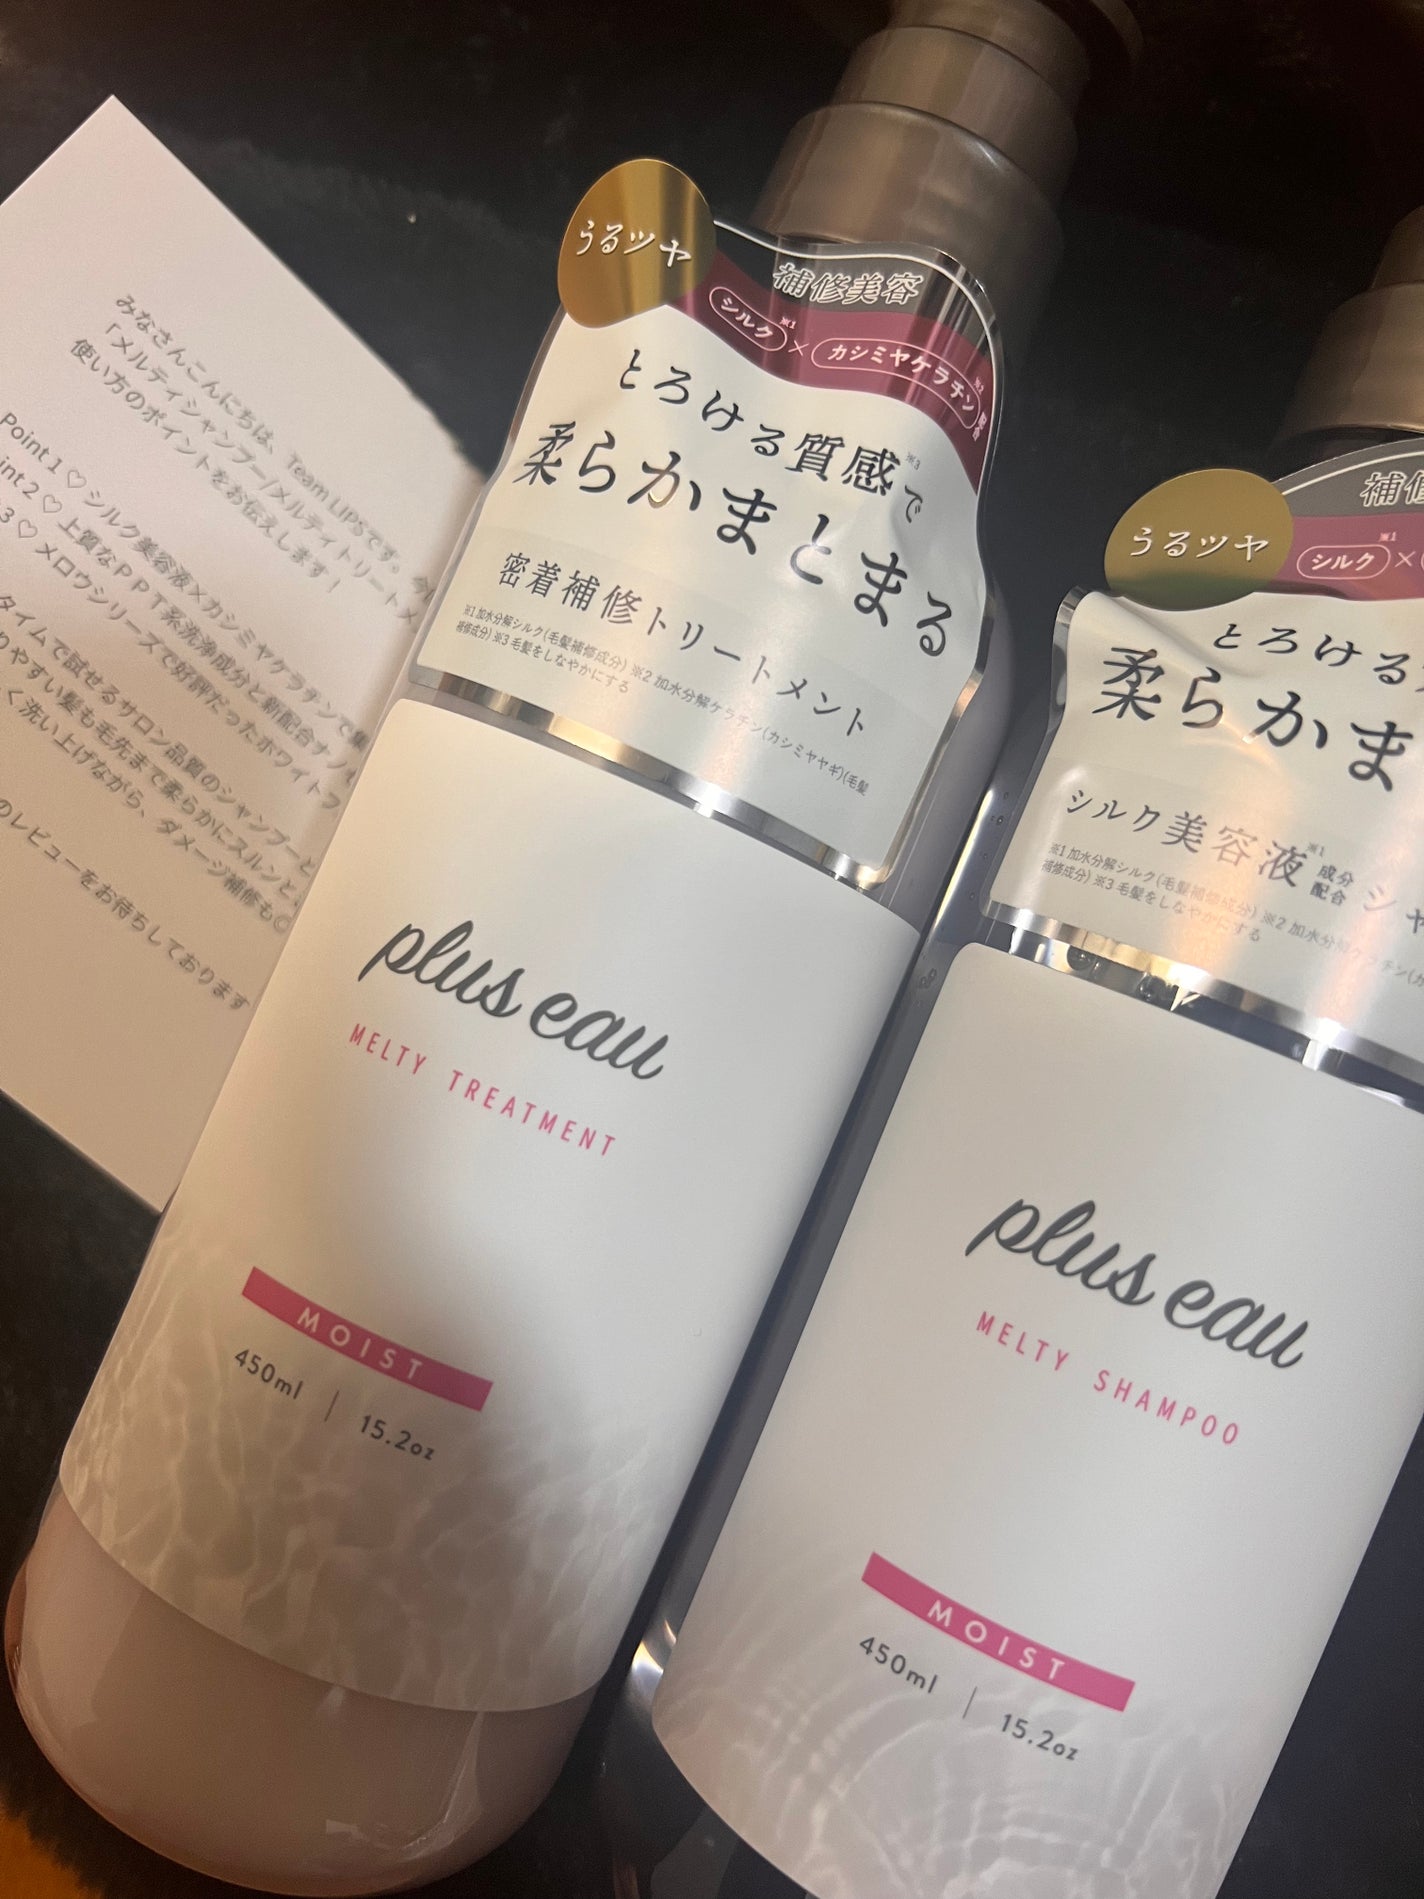 みなさんこんにちは、Team LIPSです。
「メルティシャンプー/メルティトリートメ
使い方のポイントをお伝えします！
Point 1 ♡ シルク美容液×カシミヤケラチンで
int 2 ♡ 上質なＰＰＴ系洗浄成分と新配合ナノ
3 ♡ メロウシリーズで好評だったホワイトフ
タイムで試せるサロン品質のシャンプーと
りやすい髪も毛先まで柔らかにスルンと
く洗い上げながら、ダメージ補修も◎
のレビューをお待ちしております
うるツヤ
補修美容
シルク※1×カシミヤケラチン※2配合
とろける質感※3で
柔らかまとまる
密着補修トリートメント
※1 加水分解シルク(毛髪補修成分) ※2 加水分解ケラチン(カシミヤヤギ)(毛髪
補修成分) ※3 毛髪をしなやかにする
plus eau
MELTY TREATMENT
MOIST
450ml | 15.2oz
うるツヤ
補修
シルク※1×
とろける
柔らかま
シルク美容液※1成分配合シャ
※1 加水分解シルク(毛髪補修成分) ※2 加水分解ケラチン(カ
補修成分) ※3 毛髪をしなやかにする
plus eau
MELTY SHAMPOO
MOIST
450ml | 15.2oz